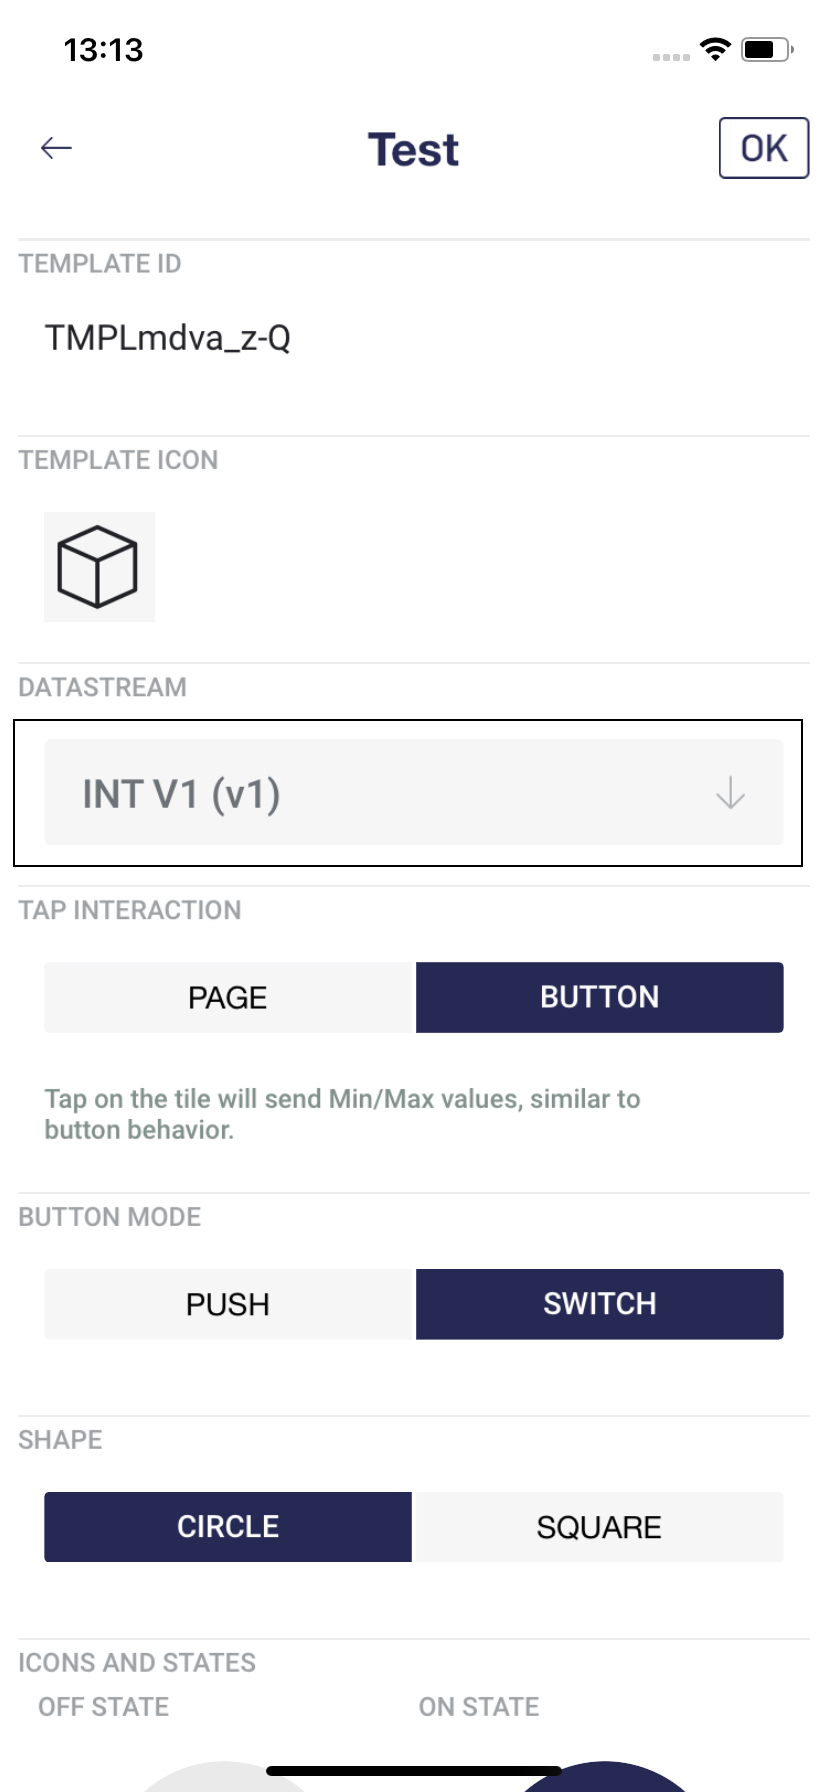 13:13
Test
OK
TEMPLATE ID
TMPLmdva_z-Q
TEMPLATE ICON
DATASTREAM
INT V1 (v1)
TAP INTERACTION
PAGE
BUTTON
Tap on the tile will send Min/Max values, similar to
button behavior.
BUTTON MODE
PUSH
SWITCH
SHAPE
CIRCLE
SQUARE
ICONS AND STATES
OFF STATE
ON STATE